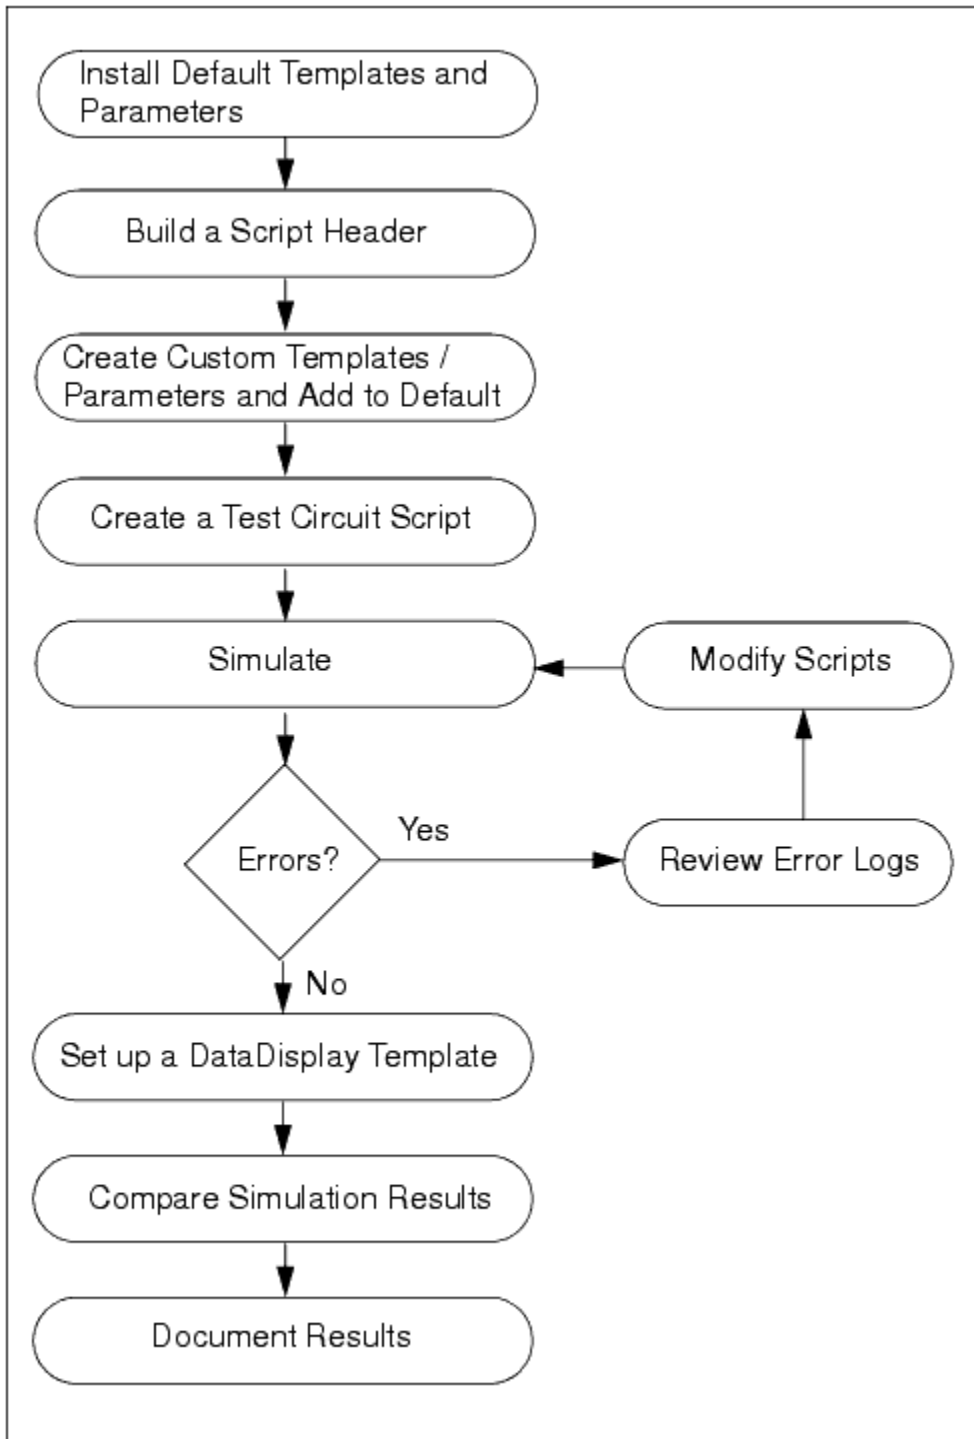 Install Default Templates and
Parameters
Build a Script Header
Create Custom Templates /
Parameters and Add to Default
Create a Test Circuit Script
Simulate
Modify Scripts
Errors?
Yes
Review Error Logs
No
Set up a DataDisplay Template
Compare Simulation Results
Document Results